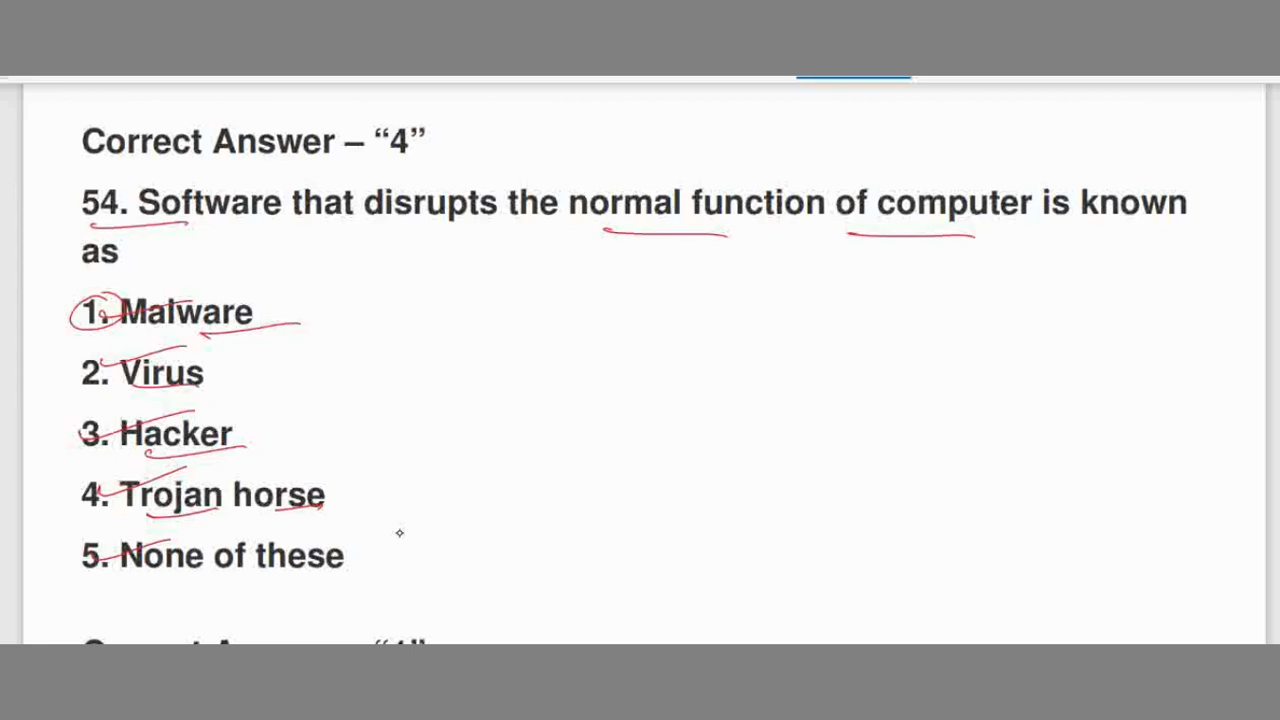 Correct Answer – “4”
54. Software that disrupts the normal function of computer is known
as
1. Malware
2. Virus
3. Hacker
4. Trojan horse
5. None of these